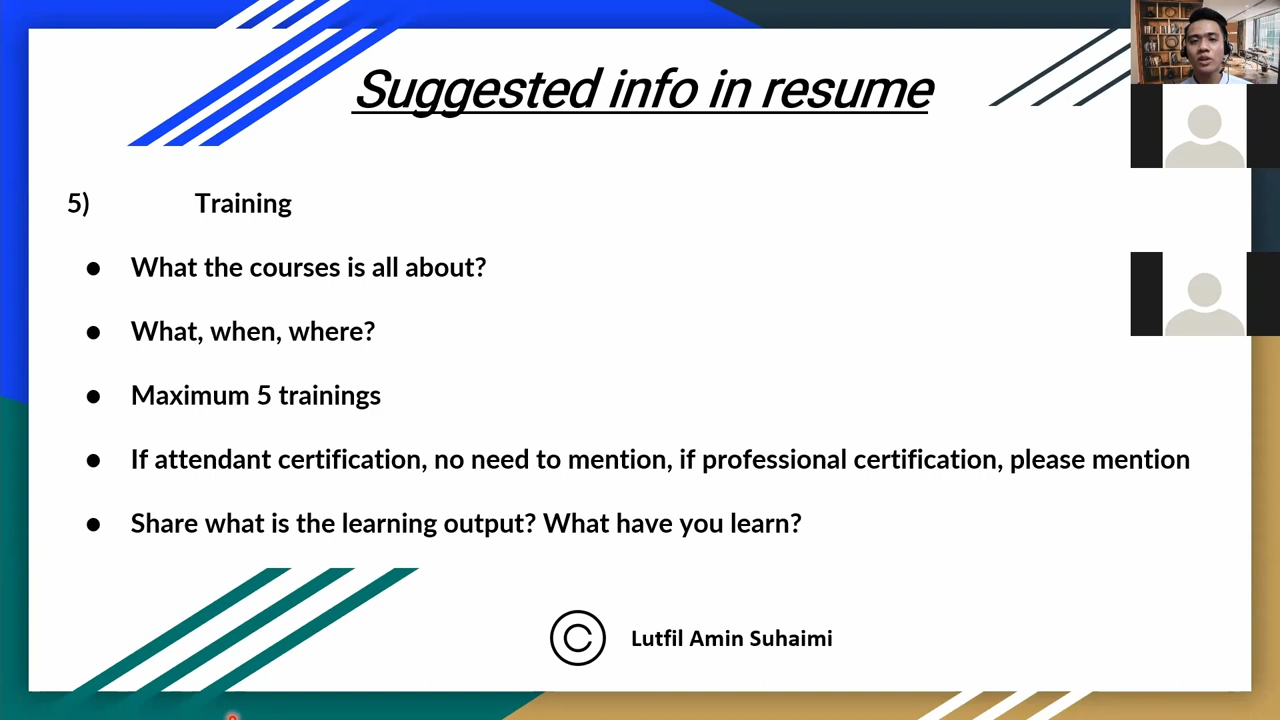 Suggested info in resume
5) Training
● What the courses is all about?
● What, when, where?
● Maximum 5 trainings
● If attendant certification, no need to mention, if professional certification, please mention
● Share what is the learning output? What have you learn?
© Lutfil Amin Suhaimi